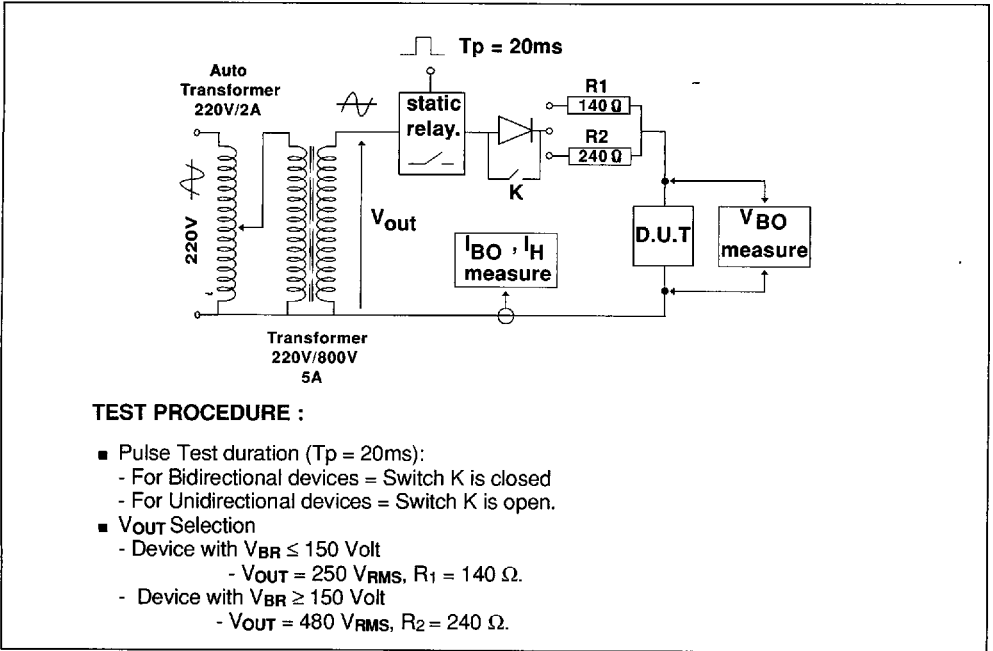 Tp = 20ms
Auto
Transformer
220V/2A
static
relay.
R1
140 Ω
R2
240 Ω
K
220V
Vout
IBO , IH
measure
D.U.T
VBO
measure
Transformer
220V/800V
5A
TEST PROCEDURE :
■ Pulse Test duration (Tp = 20ms):
- For Bidirectional devices = Switch K is closed
- For Unidirectional devices = Switch K is open.
■ VOUT Selection
- Device with VBR ≤ 150 Volt
- VOUT = 250 VRMS, R1 = 140 Ω.
- Device with VBR ≥ 150 Volt
- VOUT = 480 VRMS, R2 = 240 Ω.